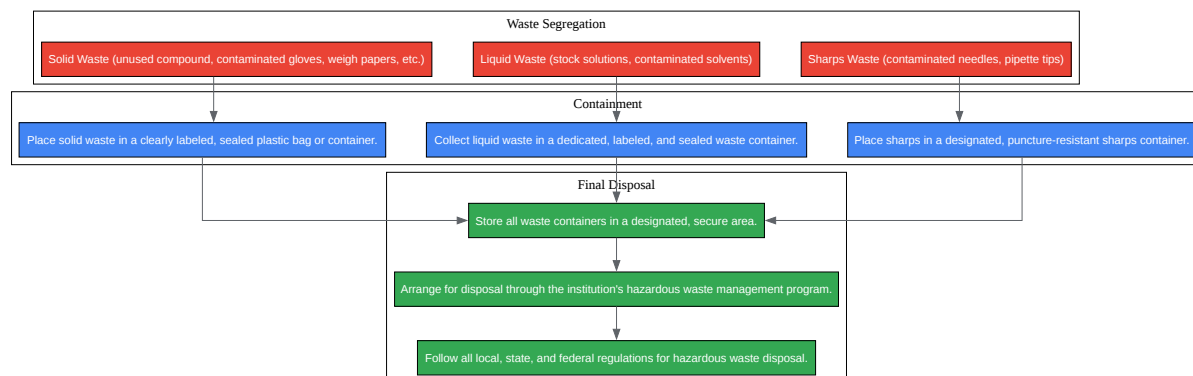 Waste Segregation
Solid Waste (unused compound, contaminated gloves, weigh papers, etc.)
Liquid Waste (stock solutions, contaminated solvents)
Sharps Waste (contaminated needles, pipette tips)
Containment
Place solid waste in a clearly labeled, sealed plastic bag or container.
Collect liquid waste in a dedicated, labeled, and sealed waste container.
Place sharps in a designated, puncture-resistant sharps container.
Final Disposal
Store all waste containers in a designated, secure area.
Arrange for disposal through the institution's hazardous waste management program.
Follow all local, state, and federal regulations for hazardous waste disposal.